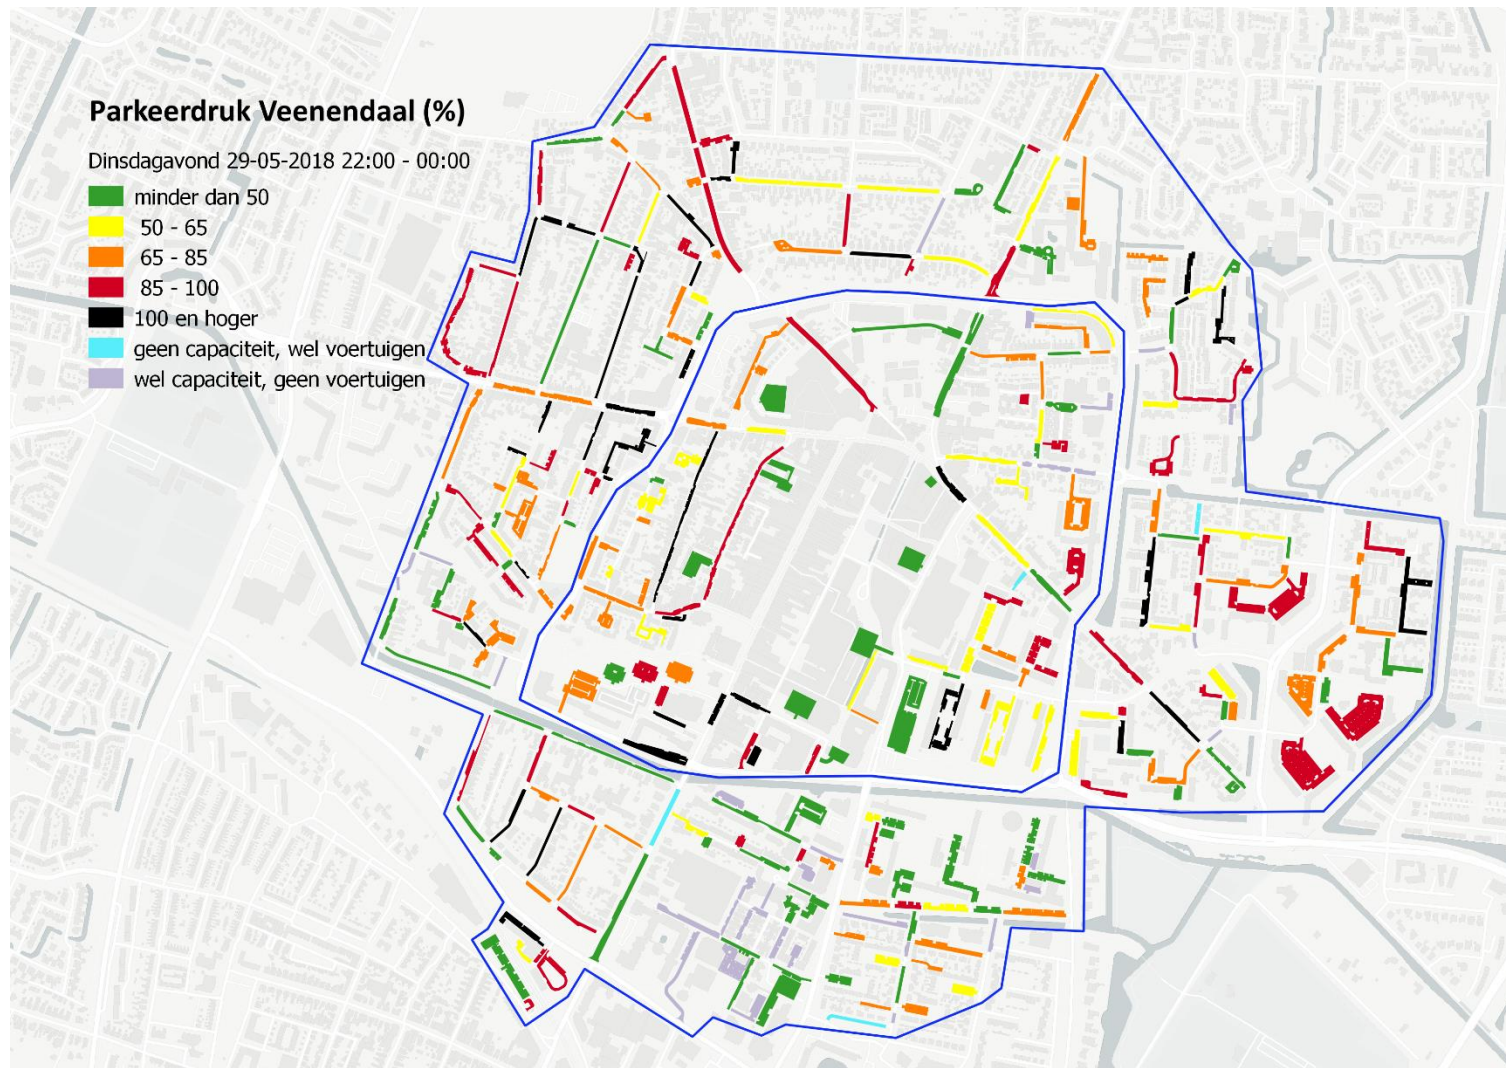 Parkeerdruk Veenendaal (%)
Dinsdagavond 29-05-2018 22:00 - 00:00
minder dan 50
50 - 65
65 - 85
85 - 100
100 en hoger
geen capaciteit, wel voertuigen
wel capaciteit, geen voertuigen